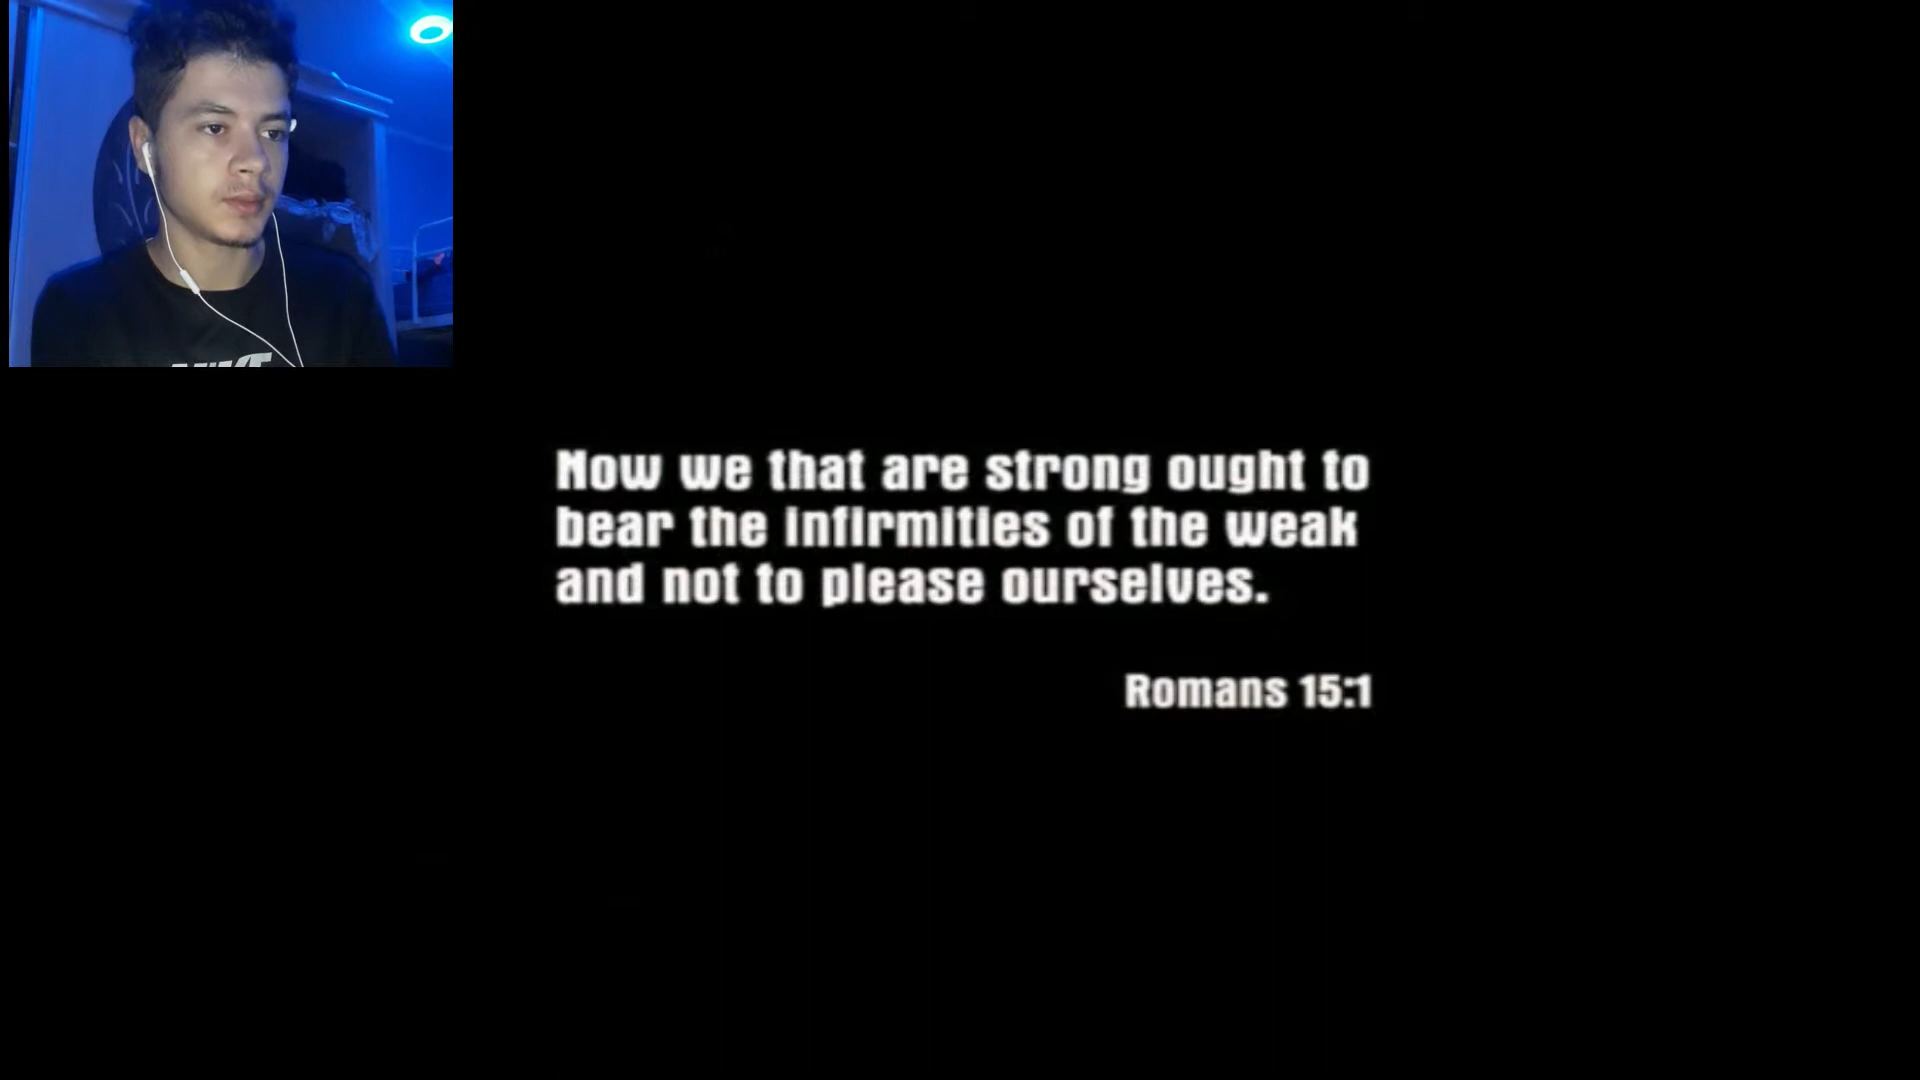 Now we that are strong ought to
bear the infirmities of the weak
and not to please ourselves.
Romans 15:1